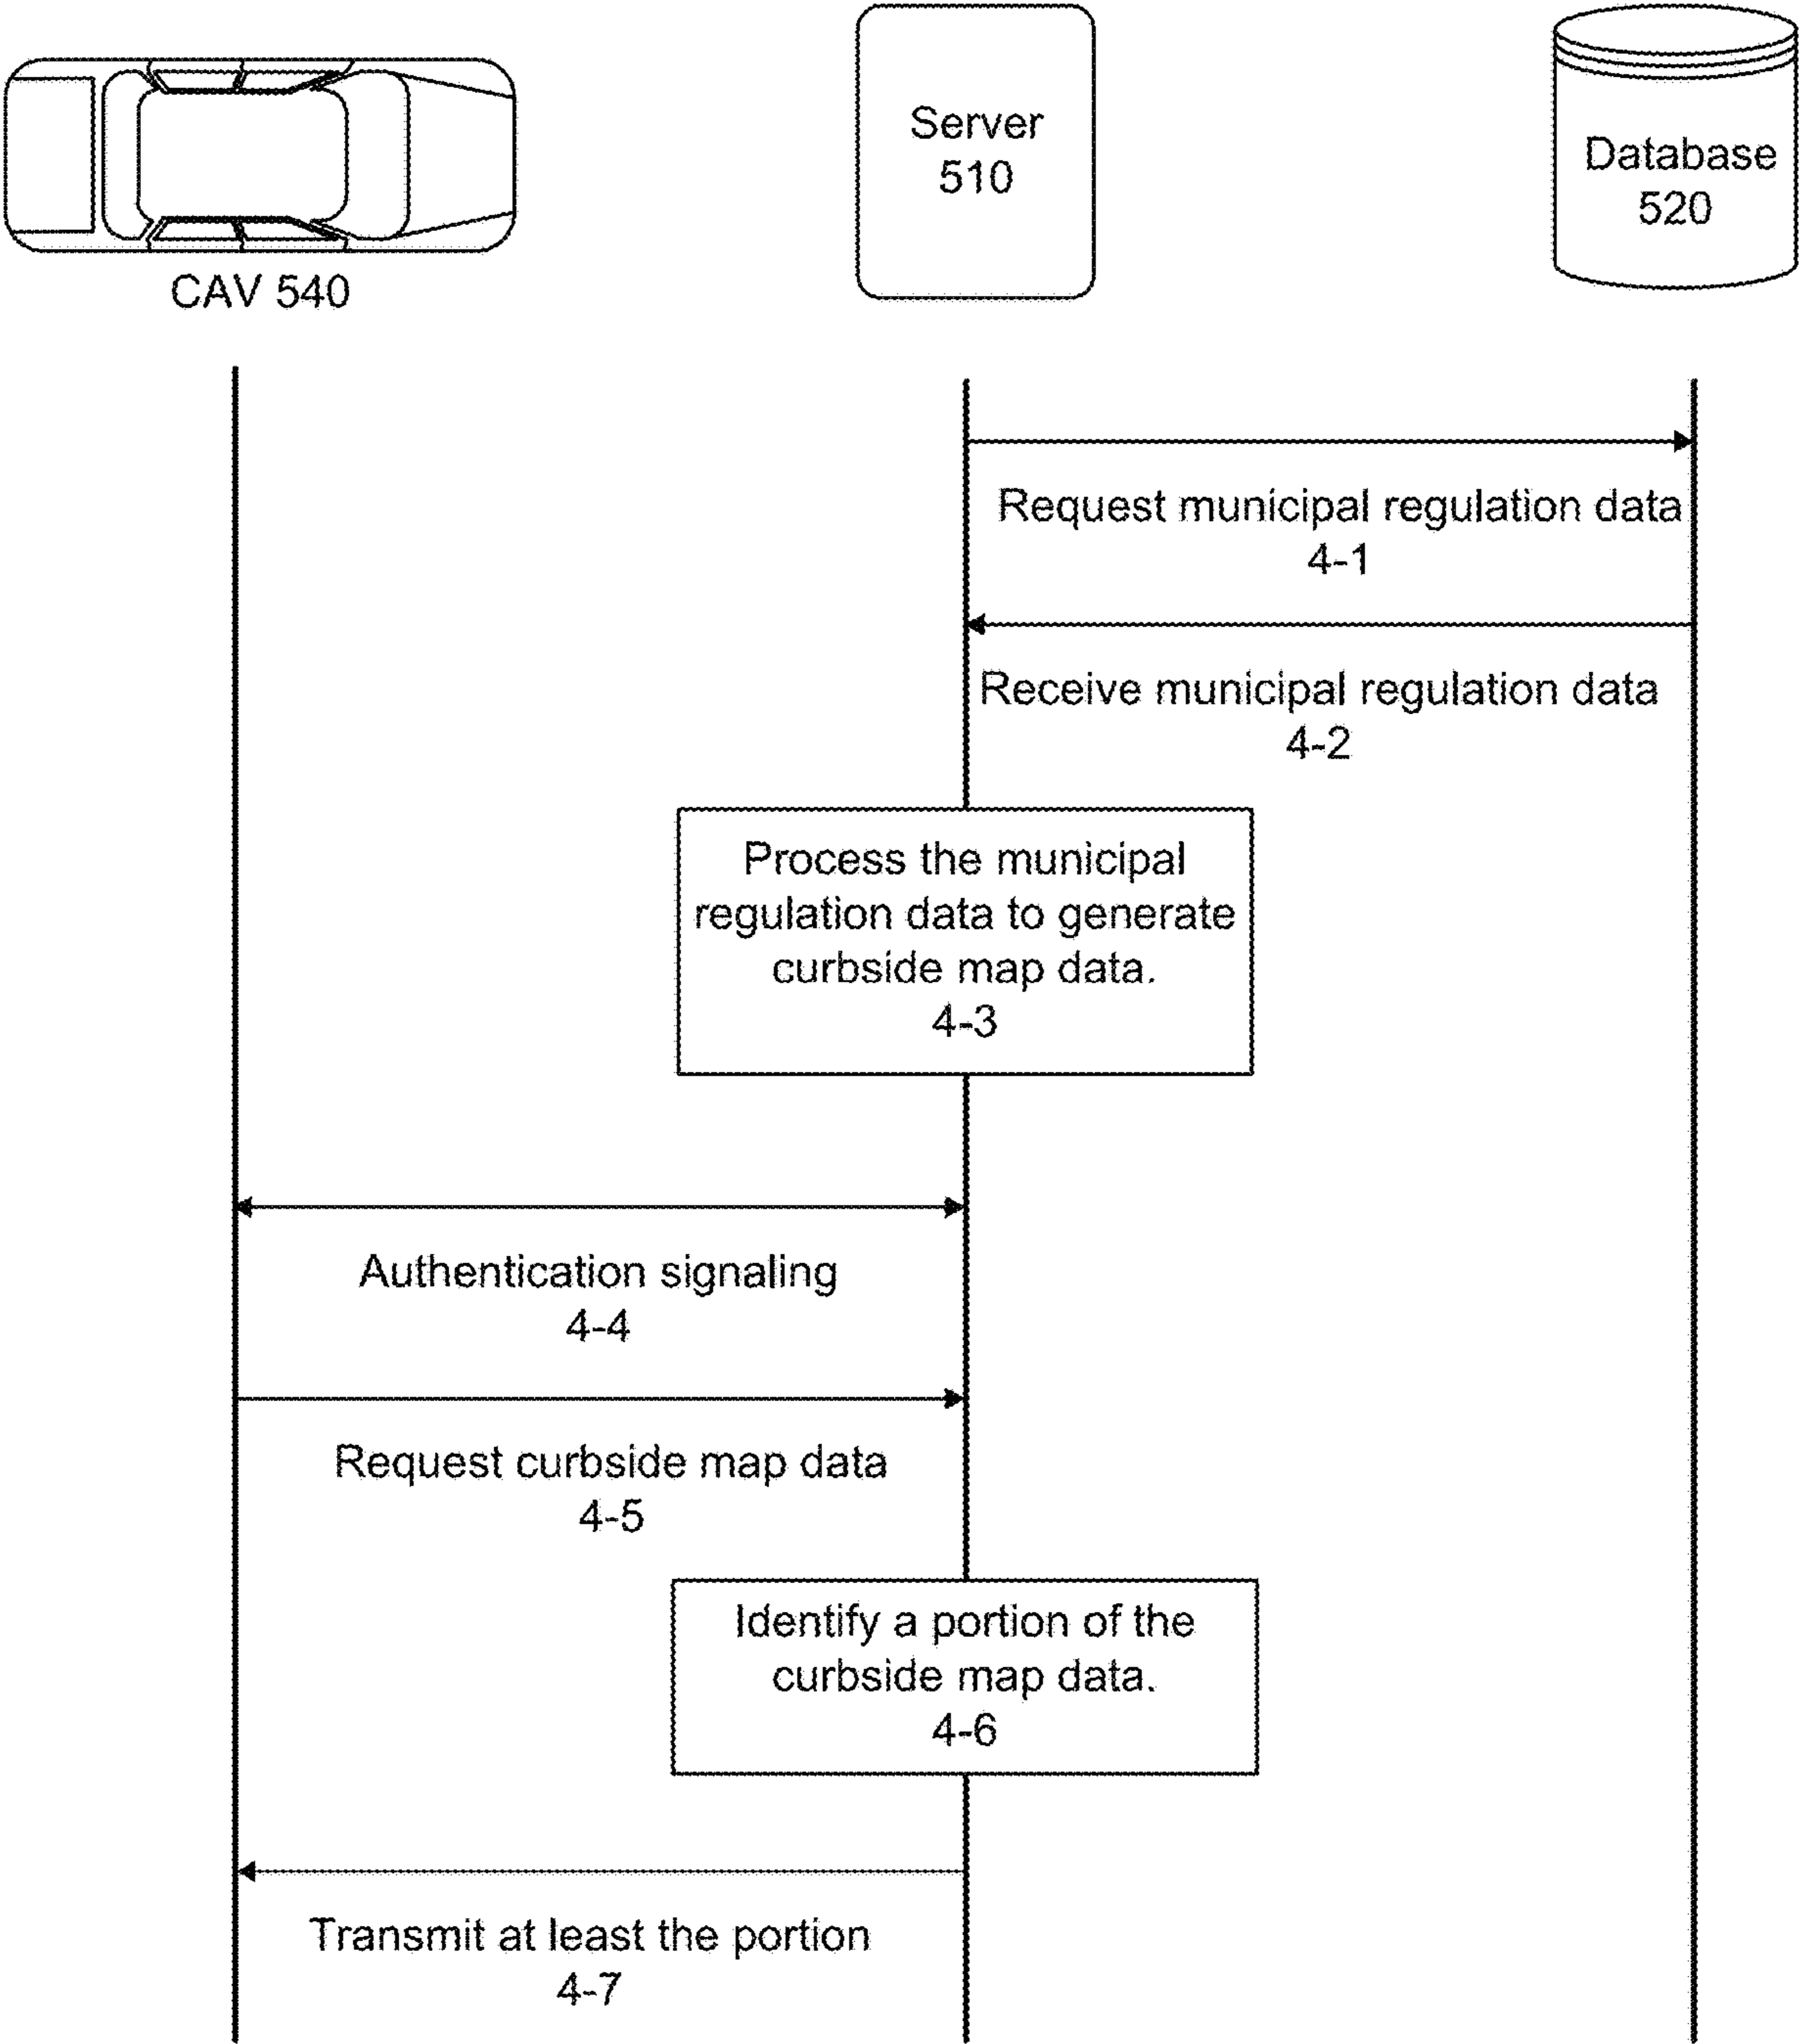 CAV 540
Server
510
Database
520
Request municipal regulation data
4-1
Receive municipal regulation data
4-2
Process the municipal
regulation data to generate
curbside map data.
4-3
Authentication signaling
4-4
Request curbside map data
4-5
Identify a portion of the
curbside map data.
4-6
Transmit at least the portion
4-7